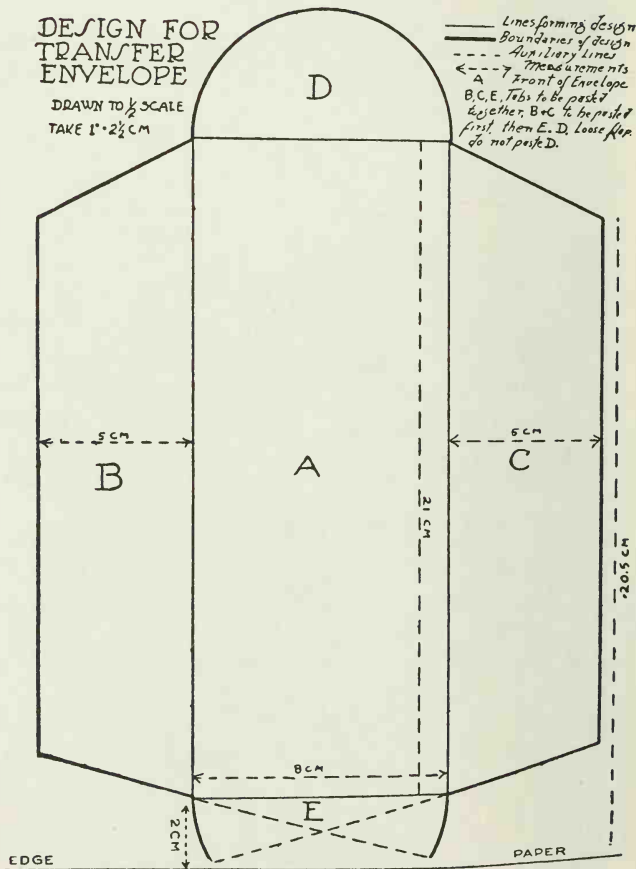 DESIGN FOR
TRANSFER
ENVELOPE
DRAWN TO ½ SCALE
TAKE 1" = 2½ CM
Lines forming design
Boundaries of design
Auxiliary Lines
Measurements
A Front of Envelope
B, C, E, Tabs to be pasted
together, B & C to be pasted
first, then E. D, Loose flap.
do not paste D.
D
5 CM
B
A
21 CM
5 CM
C
20.5 CM
8 CM
E
2 CM
EDGE
PAPER